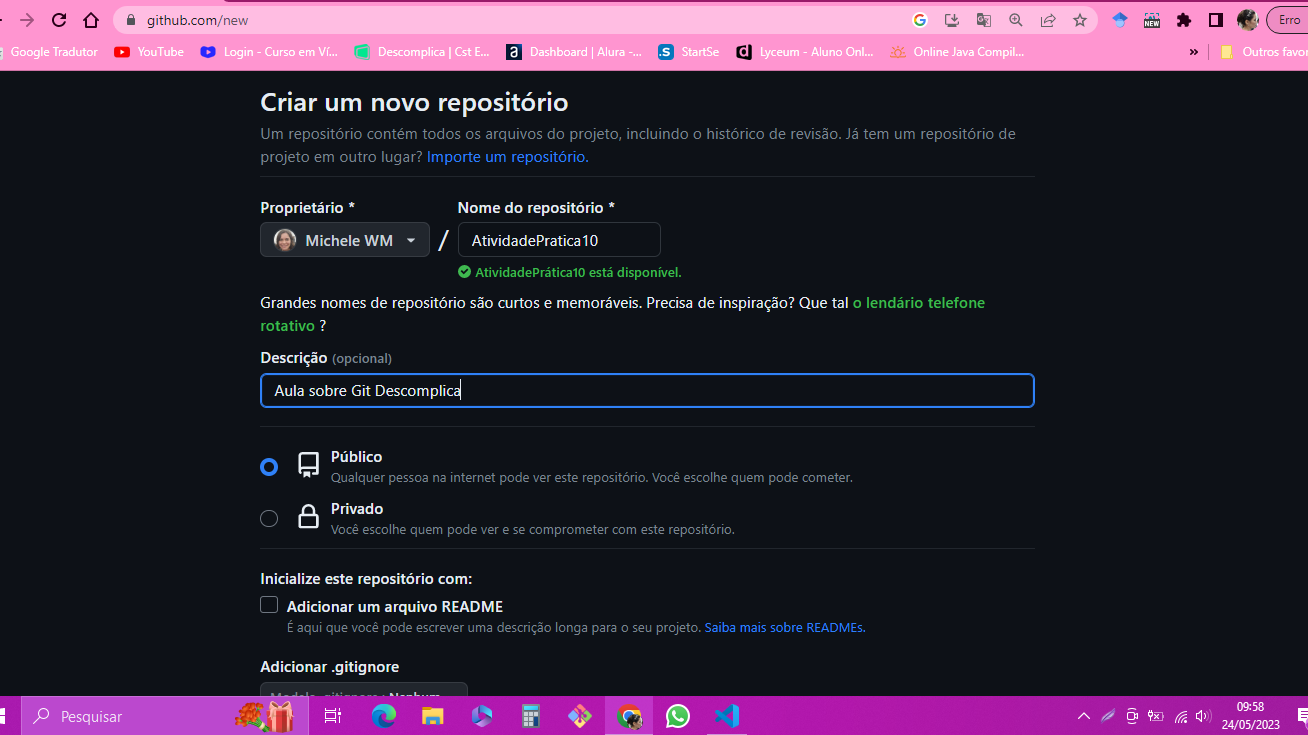 github.com/new
NEW
Erro
Google Tradutor
YouTube
Login - Curso em Ví...
Descomplica | Cst E...
Dashboard | Alura -...
StartSe
Lyceum - Aluno Onl...
Online Java Compil...
»
Outros favor
Criar um novo repositório
Um repositório contém todos os arquivos do projeto, incluindo o histórico de revisão. Já tem um repositório de
projeto em outro lugar? Importe um repositório.
Proprietário *
Nome do repositório *
Michele WM
/
AtividadePratica10
AtividadePrática10 está disponível.
Grandes nomes de repositório são curtos e memoráveis. Precisa de inspiração? Que tal o lendário telefone
rotativo ?
Descrição (opcional)
Aula sobre Git Descomplica
Público
Qualquer pessoa na internet pode ver este repositório. Você escolhe quem pode cometer.
Privado
Você escolhe quem pode ver e se comprometer com este repositório.
Inicialize este repositório com:
Adicionar um arquivo README
É aqui que você pode escrever uma descrição longa para o seu projeto. Saiba mais sobre READMEs.
Adicionar .gitignore
Pesquisar
09:58
24/05/2023